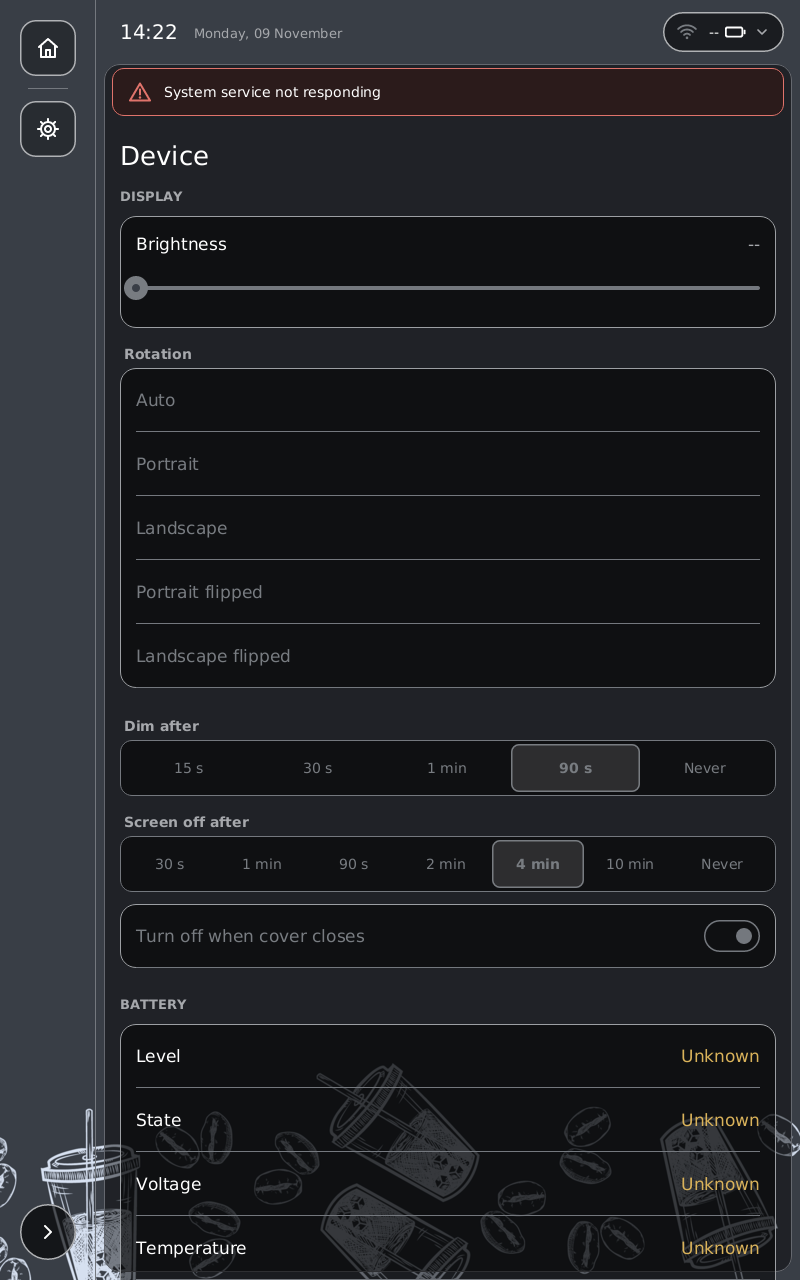 14:22 Monday, 09 November --
System service not responding
Device
DISPLAY
Brightness --
Rotation
Auto
Portrait
Landscape
Portrait flipped
Landscape flipped
Dim after
15 s 30 s 1 min 90 s Never
Screen off after
30 s 1 min 90 s 2 min 4 min 10 min Never
Turn off when cover closes
BATTERY
Level Unknown
State Unknown
Voltage Unknown
Temperature Unknown